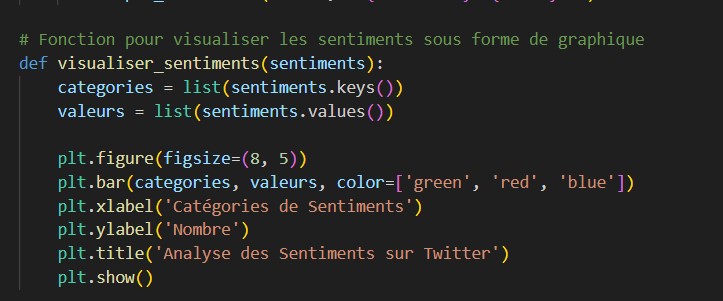 # Fonction pour visualiser les sentiments sous forme de graphique
def visualiser_sentiments(sentiments):
    categories = list(sentiments.keys())
    valeurs = list(sentiments.values())

    plt.figure(figsize=(8, 5))
    plt.bar(categories, valeurs, color=['green', 'red', 'blue'])
    plt.xlabel('Catégories de Sentiments')
    plt.ylabel('Nombre')
    plt.title('Analyse des Sentiments sur Twitter')
    plt.show()